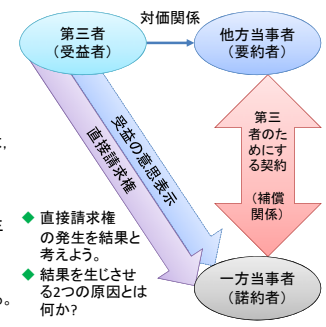 対価関係
第三者
（受益者）
他方当事者
（要約者）
受益の意思表示
直接請求権
第三
者のた
めにす
る契約
（補償
関係）
◆ 直接請求権
の発生を結果と
考えよう。
◆ 結果を生じさせ
る2つの原因とは
何か?
一方当事者
（諾約者）